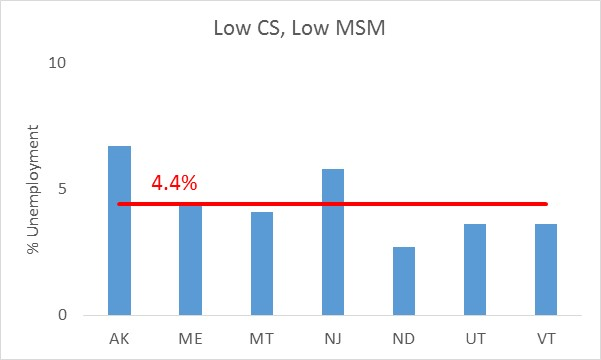 Low CS, Low MSM
10
5
0
% Unemployment
4.4%
AK ME MT NJ ND UT VT